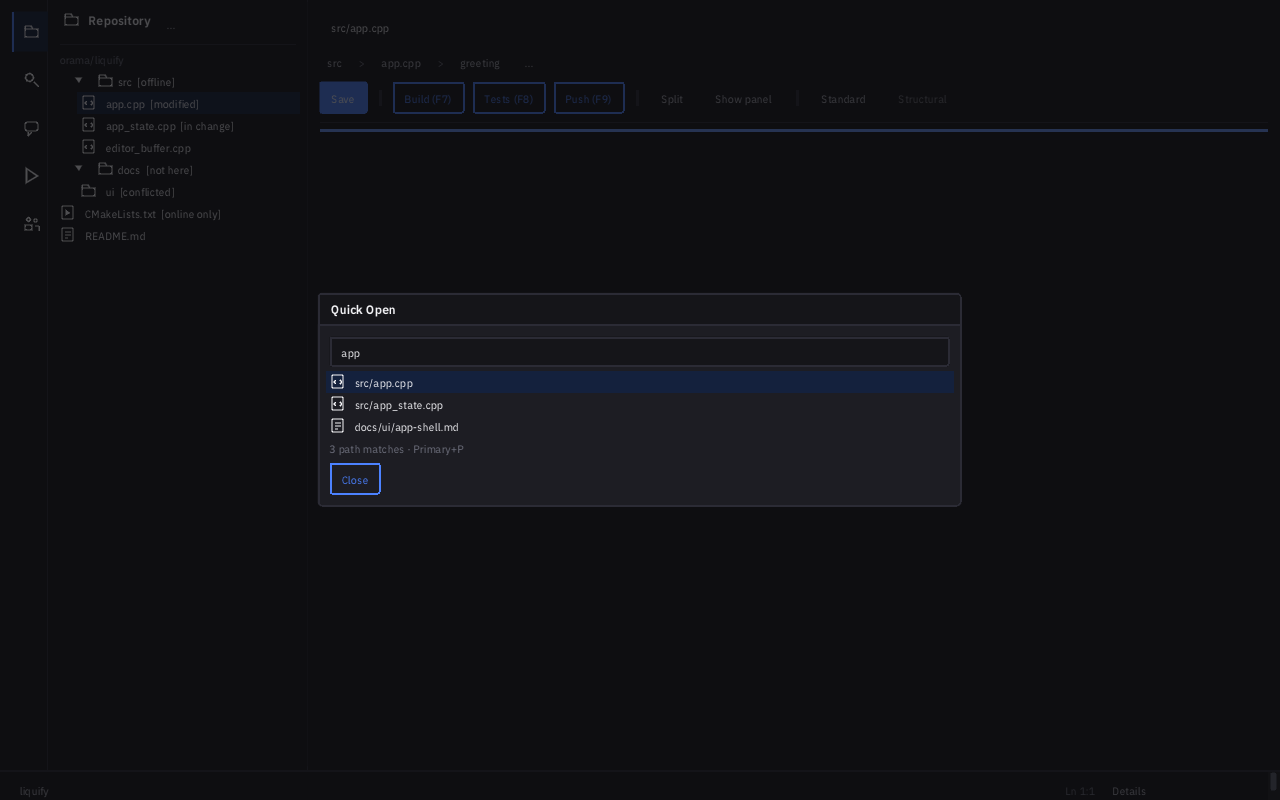 Repository ...
orama/liquify
src [offline]
app.cpp [modified]
app_state.cpp [in change]
editor_buffer.cpp
docs [not here]
ui [conflicted]
CMakeLists.txt [online only]
README.md
src/app.cpp
src > app.cpp > greeting ...
Save Build (F7) Tests (F8) Push (F9) Split Show panel Standard Structural
Quick Open
app
src/app.cpp
src/app_state.cpp
docs/ui/app-shell.md
3 path matches · Primary+P
Close
liquify Ln 1:1 Details